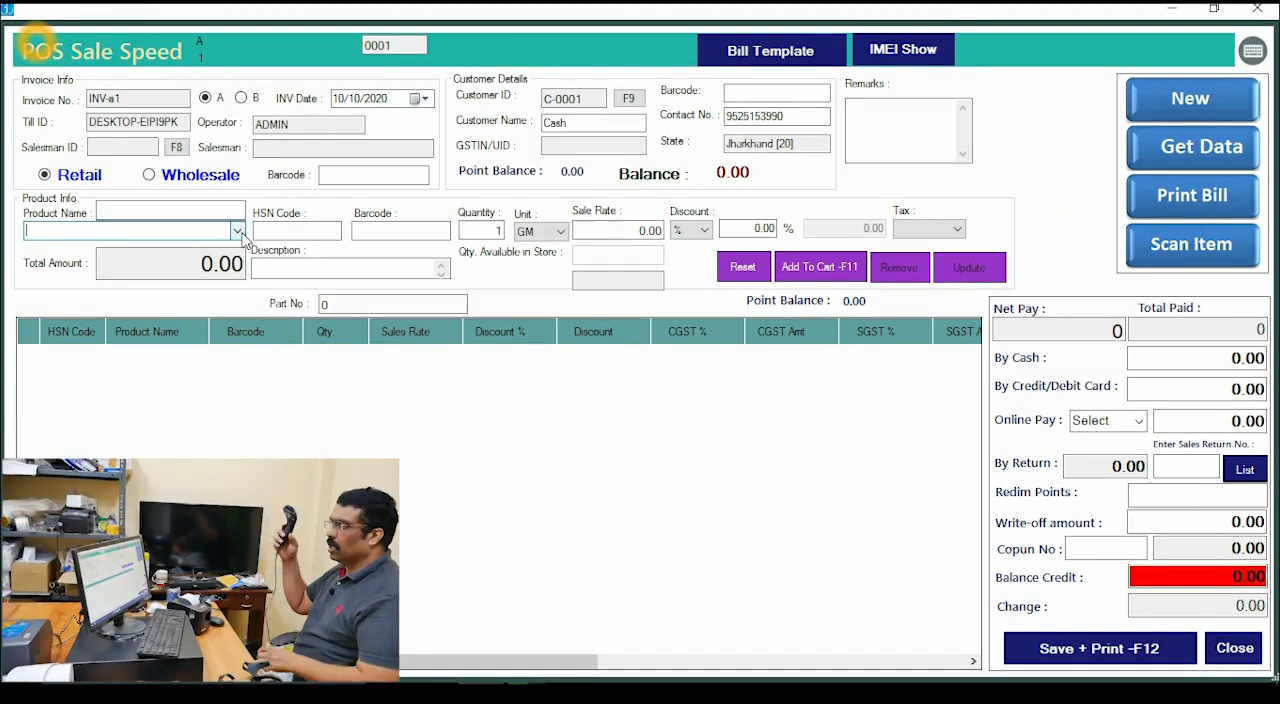 POS Sale Speed
A
1
0001
Bill Template
IMEI Show
Invoice Info
Invoice No. :
INV-a1
A
B
INV Date :
10/10/2020
Till ID :
DESKTOP-EIPI9PK
Operator :
ADMIN
Salesman ID :
F8
Salesman :
Retail
Wholesale
Barcode :
Customer Details
Customer ID :
C-0001
F9
Customer Name :
Cash
GSTIN/UID :
Point Balance :
0.00
Barcode:
Contact No. :
9525153990
State :
Jharkhand [20]
Balance :
0.00
Remarks :
New
Get Data
Print Bill
Scan Item
Product Info
Product Name :
HSN Code :
Barcode :
Quantity :
1
Unit :
GM
Sale Rate :
0.00
Discount :
%
0.00
%
0.00
Tax :
Total Amount :
0.00
Description :
Qty. Available in Store :
Reset
Add To Cart -F11
Remove
Update
Part No :
0
Point Balance :
0.00
HSN Code
Product Name
Barcode
Qty.
Sales Rate
Discount %
Discount
CGST %
CGST Amt
SGST %
SGST A
Net Pay :
Total Paid :
0
0
By Cash :
0.00
By Credit/Debit Card :
0.00
Online Pay :
Select
0.00
Enter Sales Return No. :
By Return :
0.00
List
Redim Points :
Write-off amount :
0.00
Copun No :
0.00
Balance Credit :
0.00
Change :
0.00
Save + Print -F12
Close